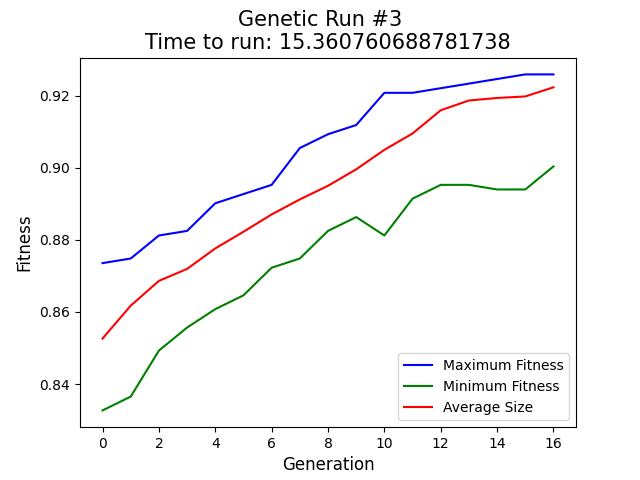 Genetic Run #3
Time to run: 15.360760688781738
Fitness
0.92
0.90
0.88
0.86
0.84
Maximum Fitness
Minimum Fitness
Average Size
0 2 4 6 8 10 12 14 16
Generation